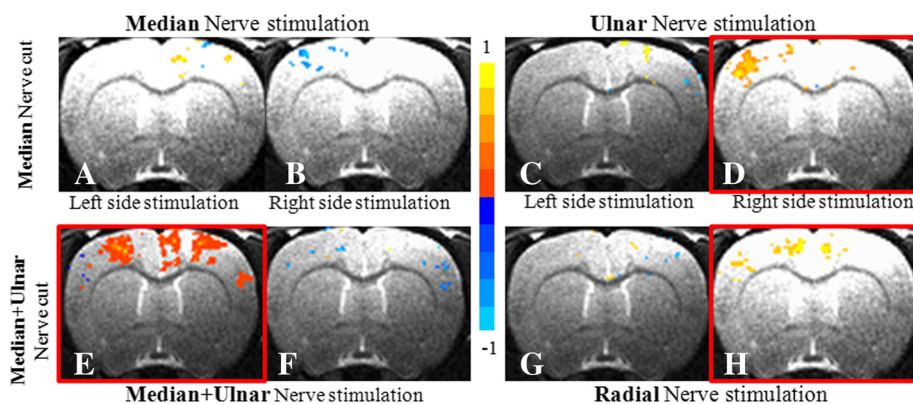 Median Nerve stimulation
Ulnar Nerve stimulation
Median Nerve cut
A
B
1
-1
C
D
Left side stimulation
Right side stimulation
Left side stimulation
Right side stimulation
Median+Ulnar
Nerve cut
E
F
G
H
Median+Ulnar Nerve stimulation
Radial Nerve stimulation